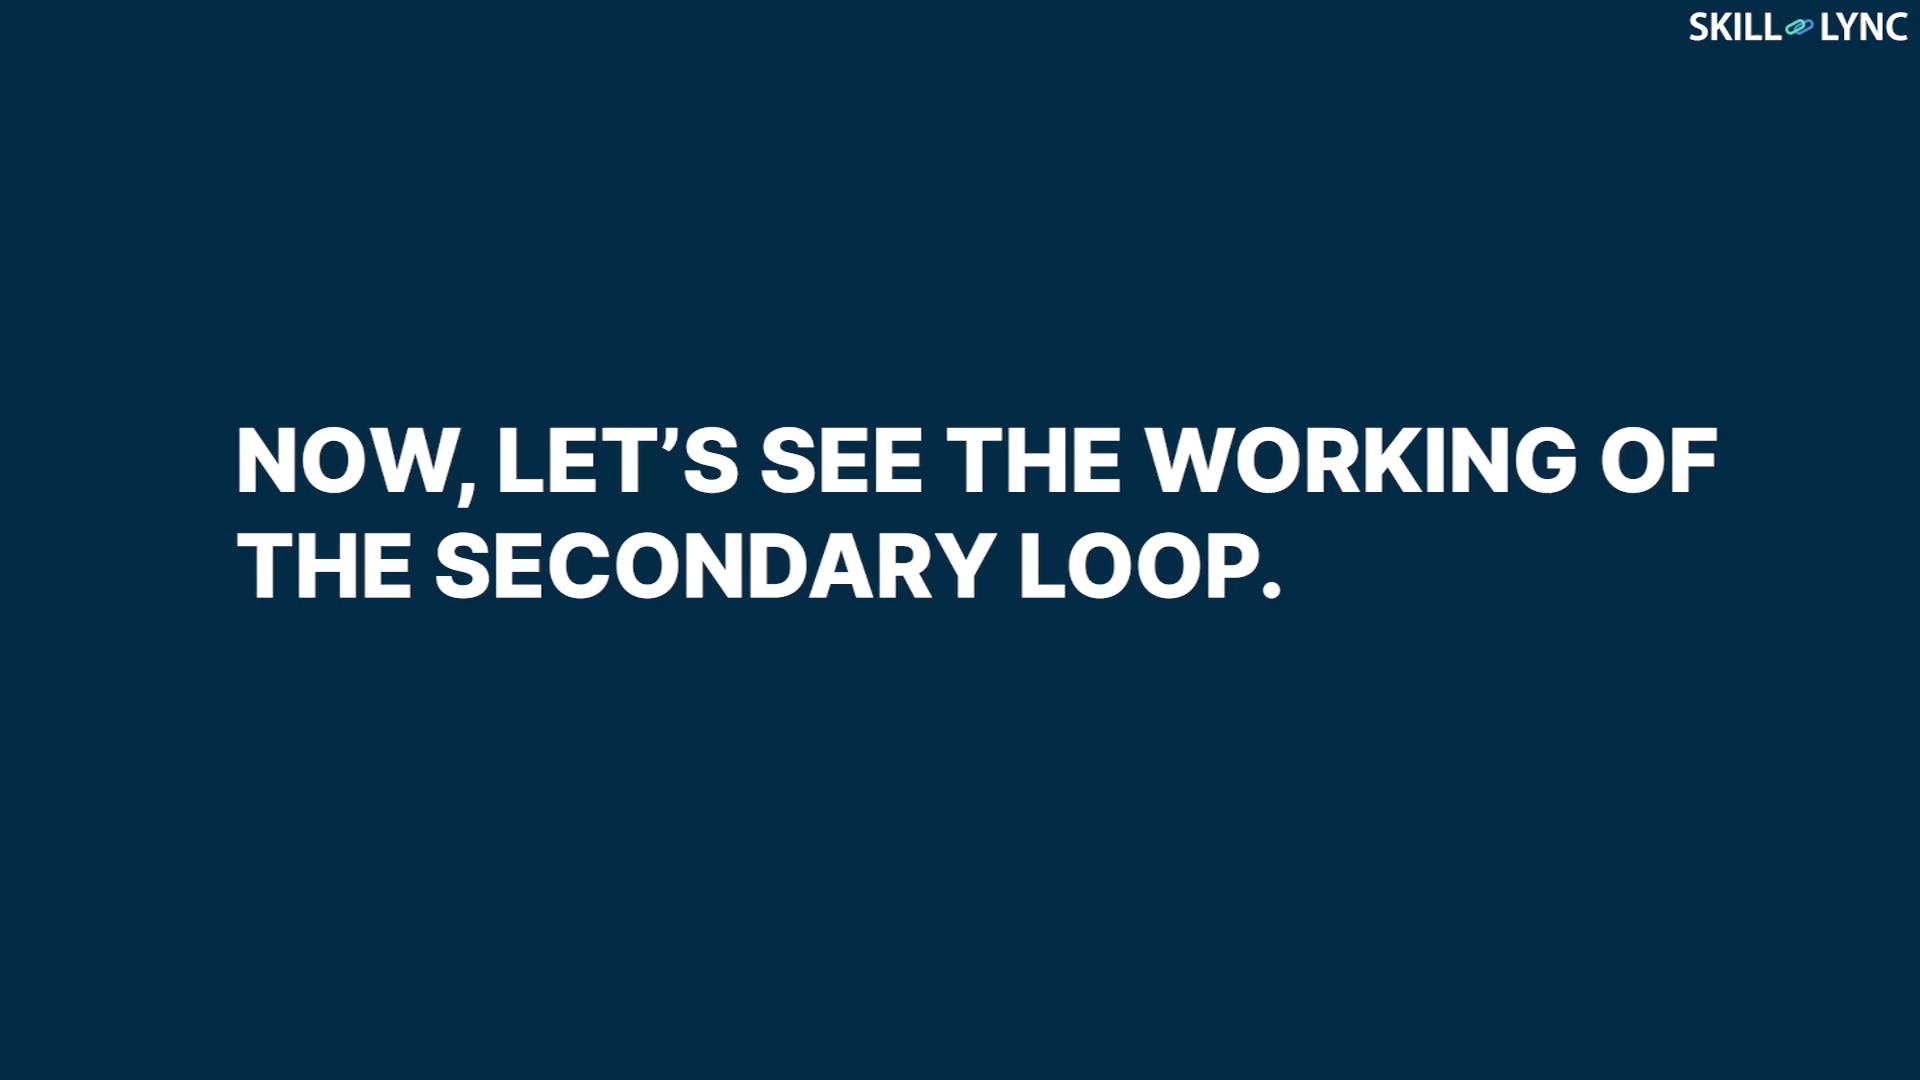 SKILL LYNC
NOW, LET’S SEE THE WORKING OF
THE SECONDARY LOOP.